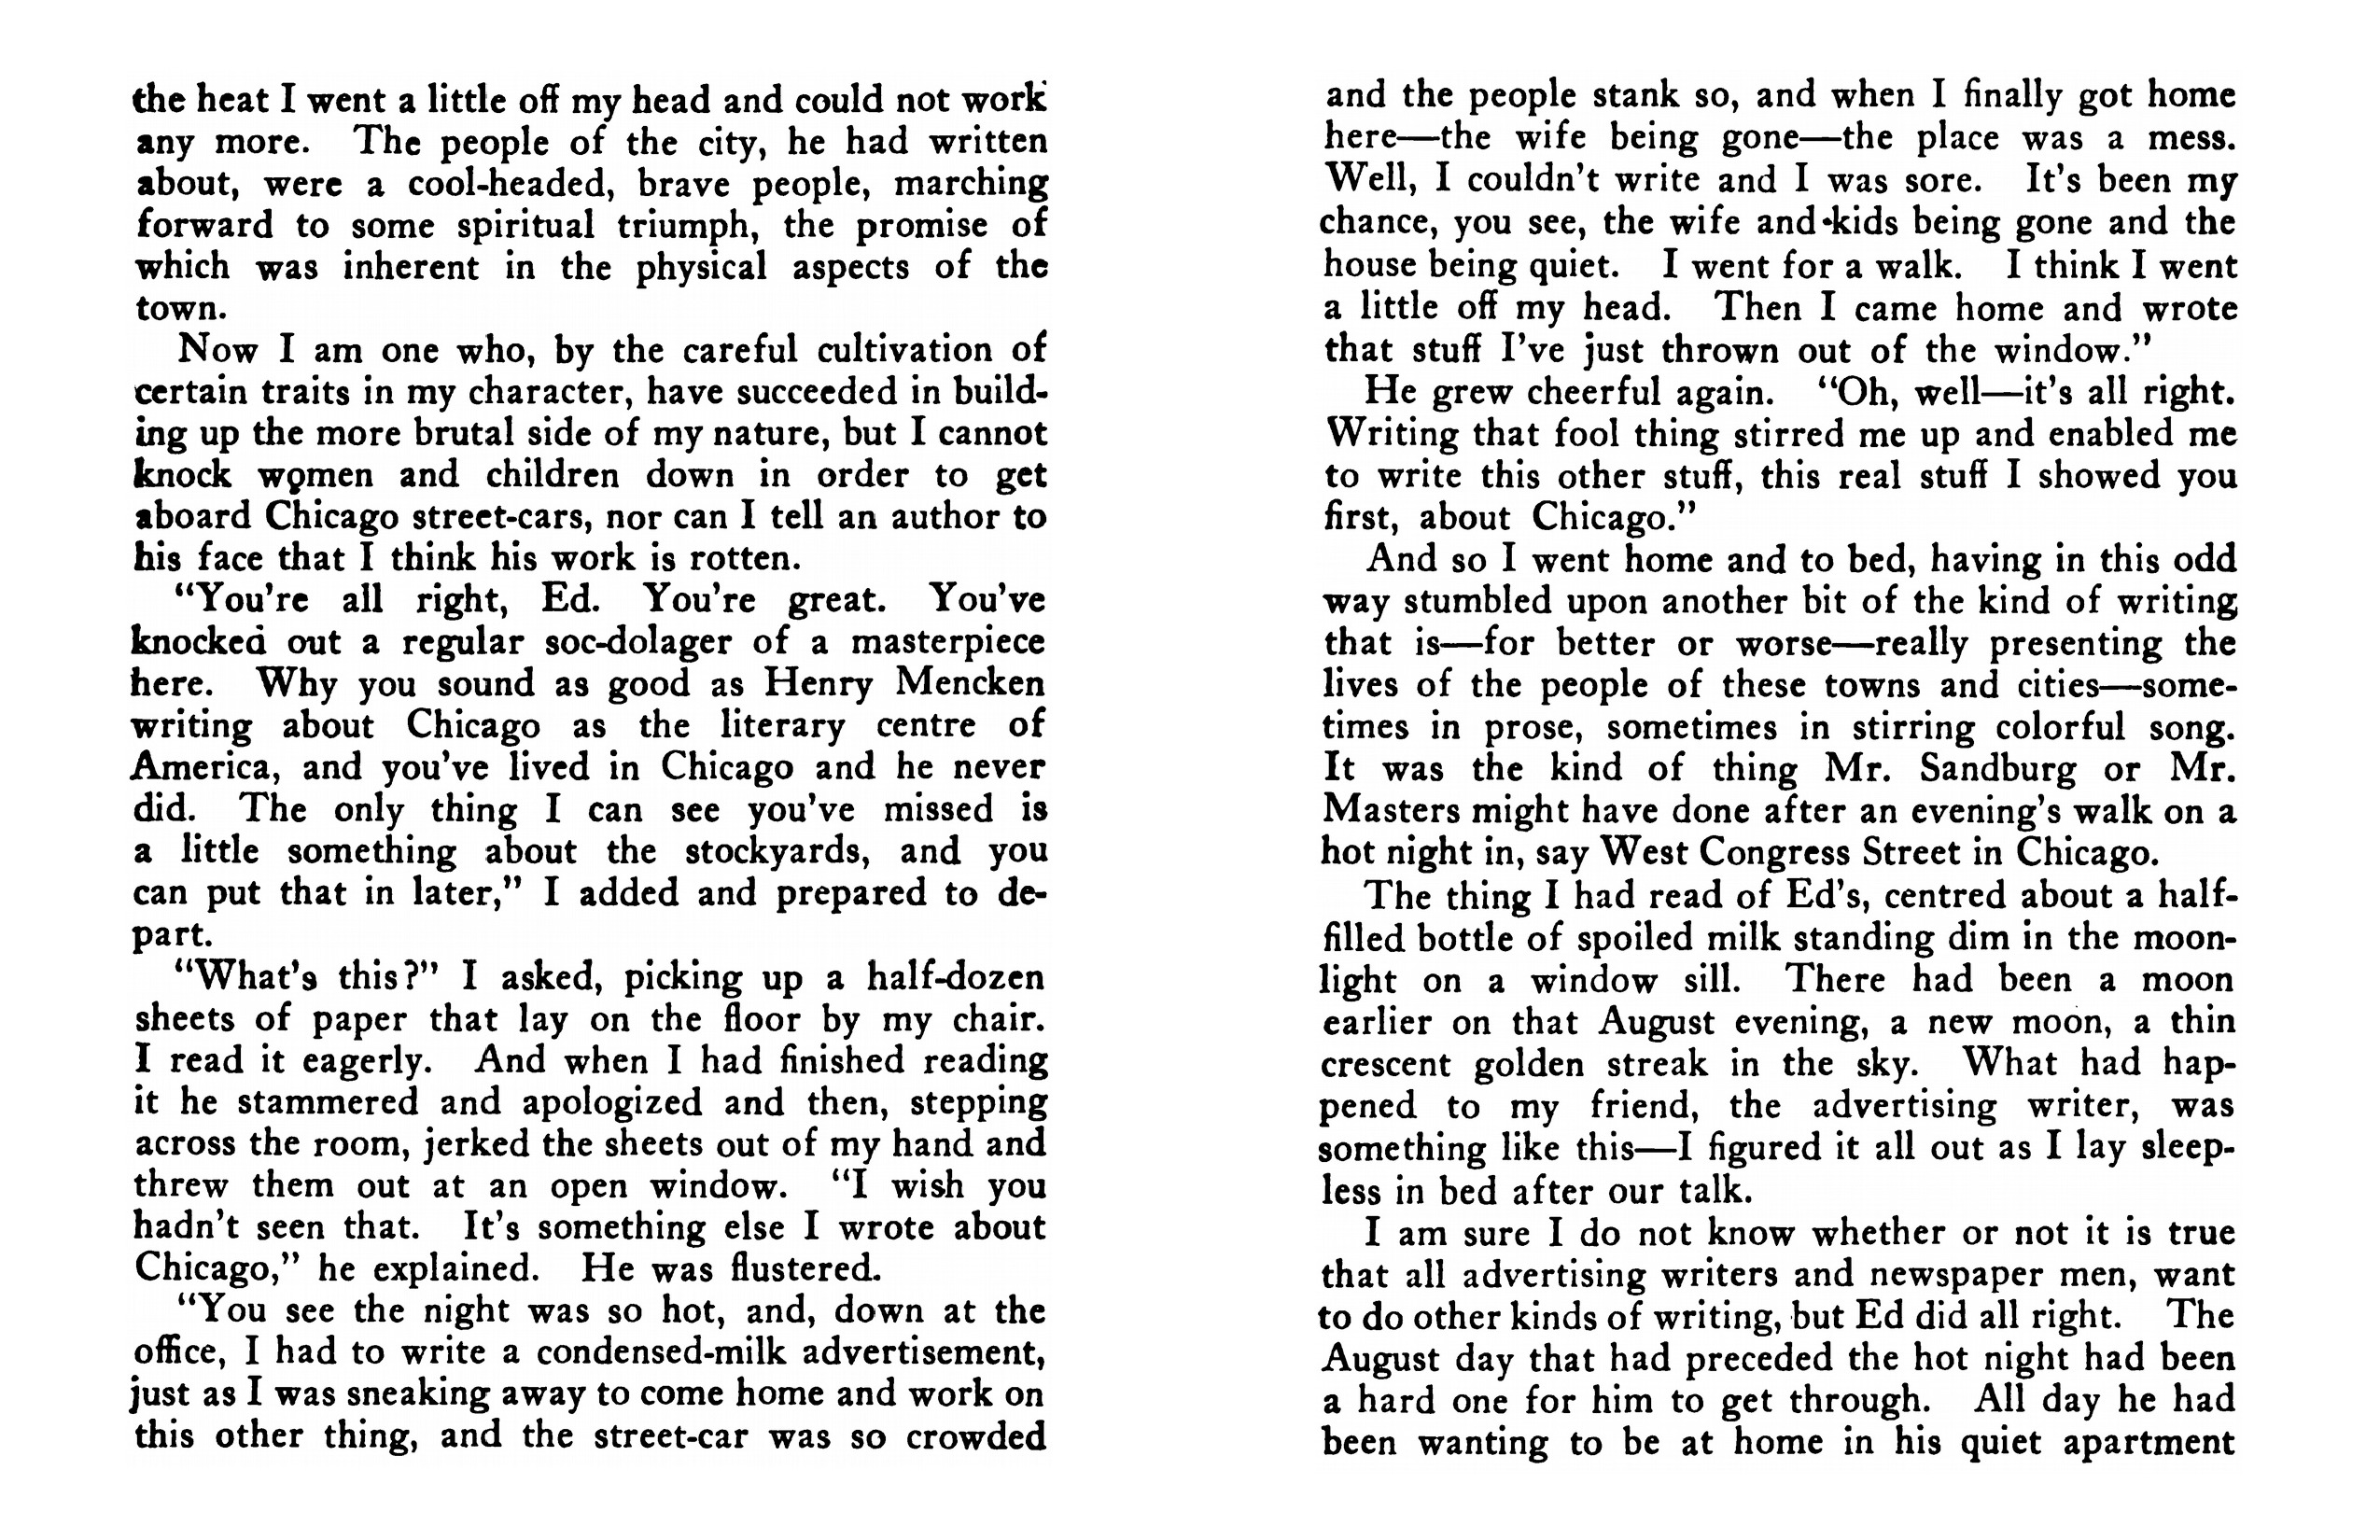 the heat I went a little off my head and could not work
any more. The people of the city, he had written
about, were a cool-headed, brave people, marching
forward to some spiritual triumph, the promise of
which was inherent in the physical aspects of the
town.
Now I am one who, by the careful cultivation of
certain traits in my character, have succeeded in build-
ing up the more brutal side of my nature, but I cannot
knock women and children down in order to get
aboard Chicago street-cars, nor can I tell an author to
his face that I think his work is rotten.
"You're all right, Ed. You're great. You've
knocked out a regular soc-dolager of a masterpiece
here. Why you sound as good as Henry Mencken
writing about Chicago as the literary centre of
America, and you've lived in Chicago and he never
did. The only thing I can see you've missed is
a little something about the stockyards, and you
can put that in later," I added and prepared to de-
part.
"What's this?" I asked, picking up a half-dozen
sheets of paper that lay on the floor by my chair.
I read it eagerly. And when I had finished reading
it he stammered and apologized and then, stepping
across the room, jerked the sheets out of my hand and
threw them out at an open window. "I wish you
hadn't seen that. It's something else I wrote about
Chicago," he explained. He was flustered.
"You see the night was so hot, and, down at the
office, I had to write a condensed-milk advertisement,
just as I was sneaking away to come home and work on
this other thing, and the street-car was so crowded
and the people stank so, and when I finally got home
here—the wife being gone—the place was a mess.
Well, I couldn't write and I was sore. It's been my
chance, you see, the wife and kids being gone and the
house being quiet. I went for a walk. I think I went
a little off my head. Then I came home and wrote
that stuff I've just thrown out of the window."
He grew cheerful again. "Oh, well—it's all right.
Writing that fool thing stirred me up and enabled me
to write this other stuff, this real stuff I showed you
first, about Chicago."
And so I went home and to bed, having in this odd
way stumbled upon another bit of the kind of writing
that is—for better or worse—really presenting the
lives of the people of these towns and cities—some-
times in prose, sometimes in stirring colorful song.
It was the kind of thing Mr. Sandburg or Mr.
Masters might have done after an evening's walk on a
hot night in, say West Congress Street in Chicago.
The thing I had read of Ed's, centred about a half-
filled bottle of spoiled milk standing dim in the moon-
light on a window sill. There had been a moon
earlier on that August evening, a new moon, a thin
crescent golden streak in the sky. What had hap-
pened to my friend, the advertising writer, was
something like this—I figured it all out as I lay sleep-
less in bed after our talk.
I am sure I do not know whether or not it is true
that all advertising writers and newspaper men, want
to do other kinds of writing, but Ed did all right. The
August day that had preceded the hot night had been
a hard one for him to get through. All day he had
been wanting to be at home in his quiet apartment